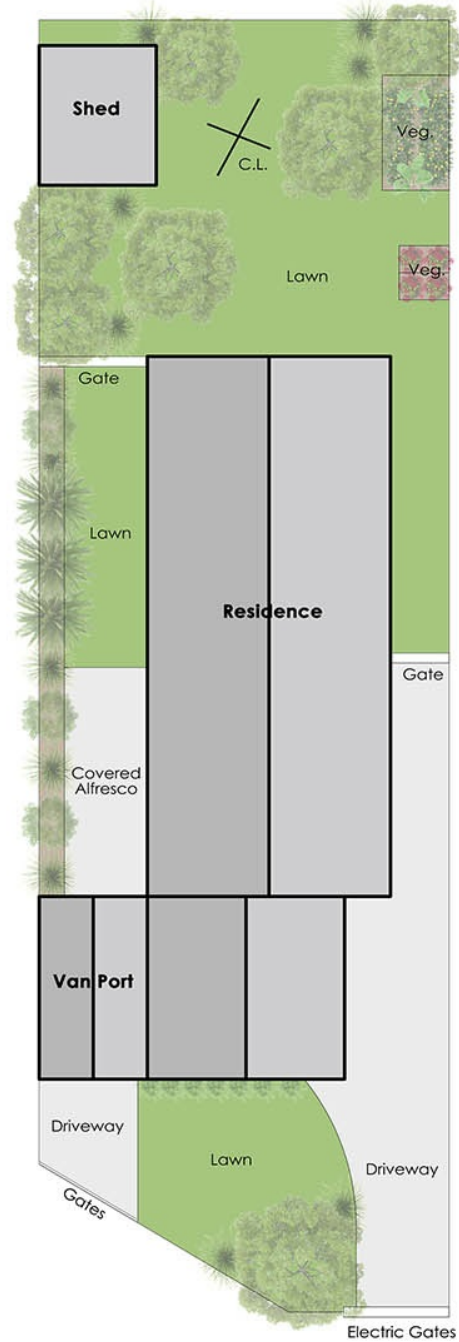 Shed
Veg.
C.L.
Lawn
Veg.
Gate
Lawn
Residence
Gate
Covered
Alfresco
Van Port
Driveway
Lawn
Driveway
Gates
Electric Gates